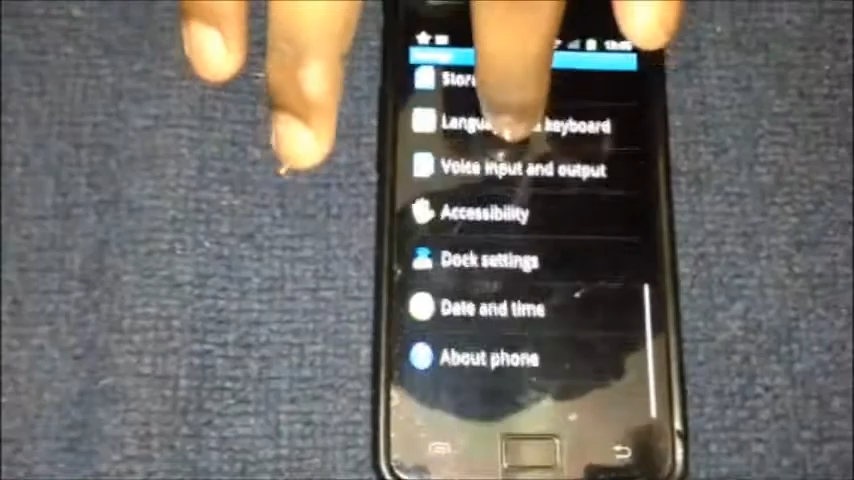 Language keyboard
Voice input and output
Accessibility
Dock settings
Date and time
About phone